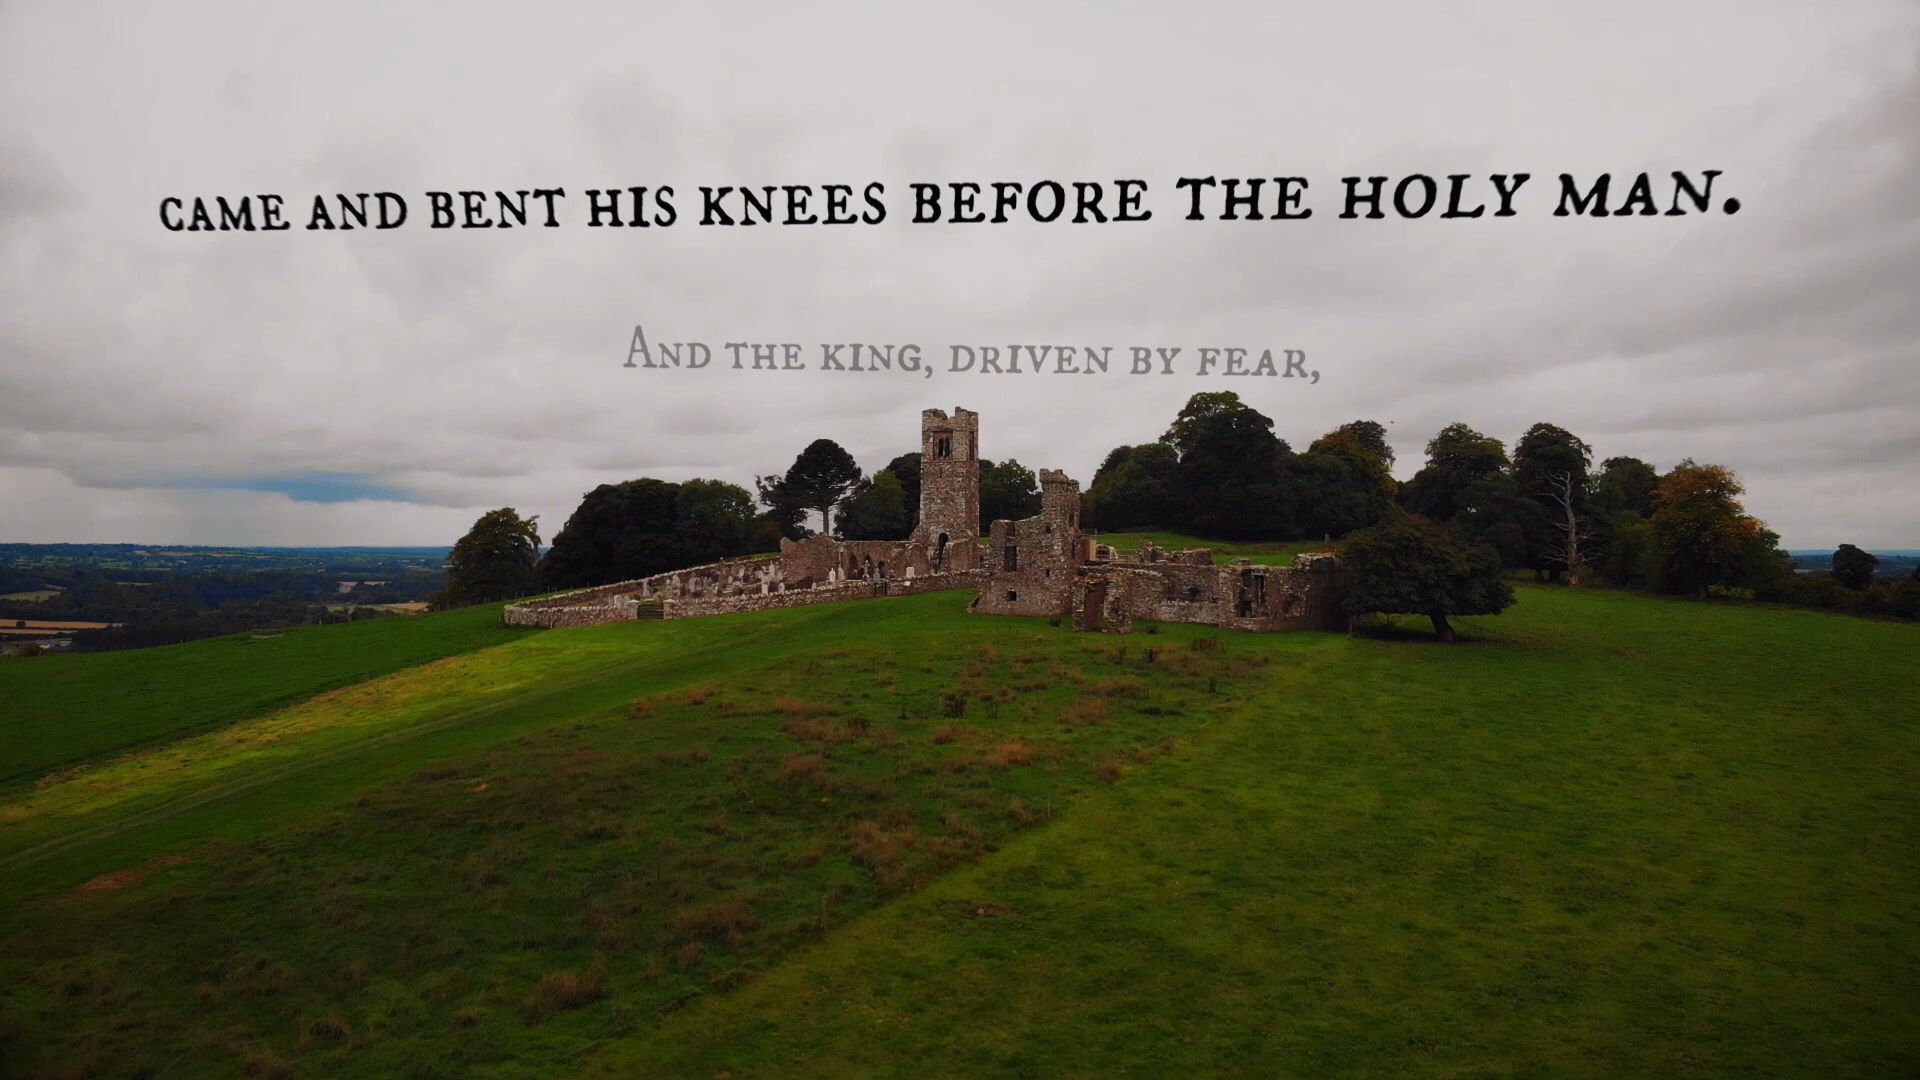 came and bent his knees before the holy man.
And the king, driven by fear,